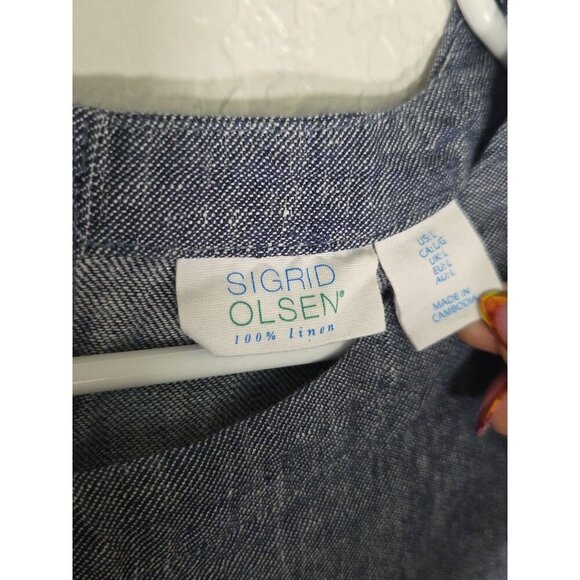 SIGRID
OLSEN®
100% linen
US: L
CA: L/G
UK: L
EU: L
AU: L
MADE IN
CAMBODIA